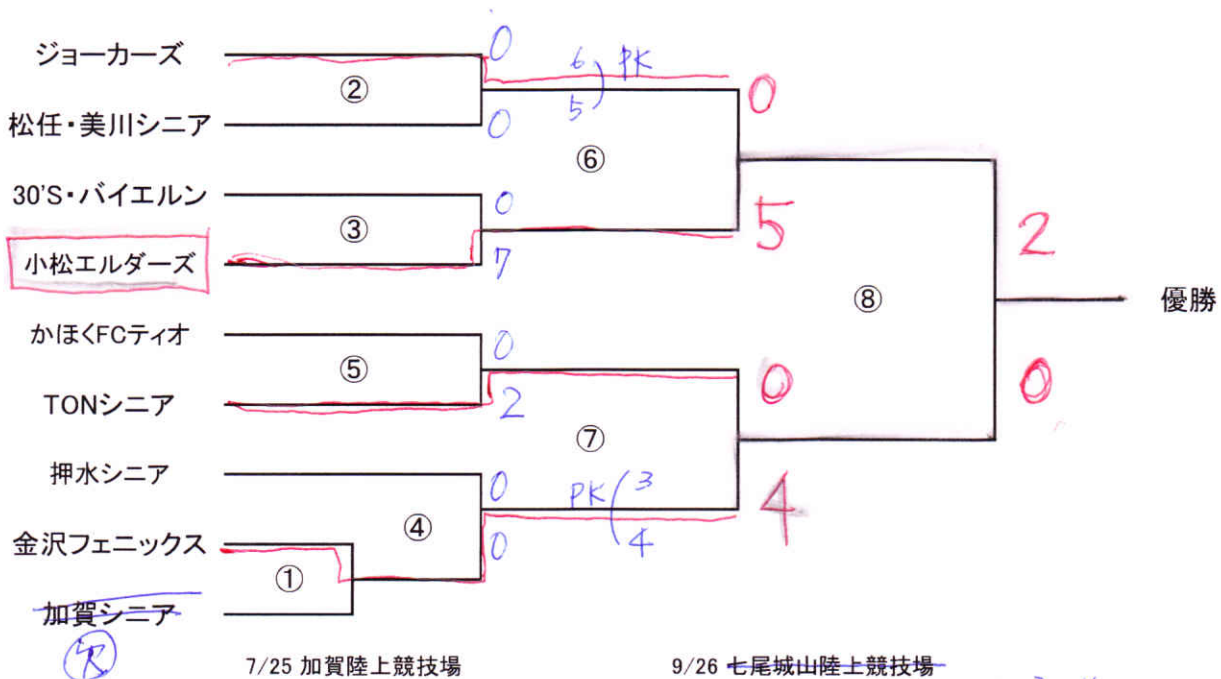 ジョーカーズ
0
6
PK
5
②
0
松任・美川シニア
0
⑥
30'S・バイエルン
0
③
5
2
小松エルダーズ
7
⑧
優勝
かほくFCティオ
0
⑤
0
0
TONシニア
2
⑦
押水シニア
0
PK
3
4
4
④
金沢フェニックス
0
①
加賀シニア
欠
7/25 加賀陸上競技場
9/26 七尾城山陸上競技場